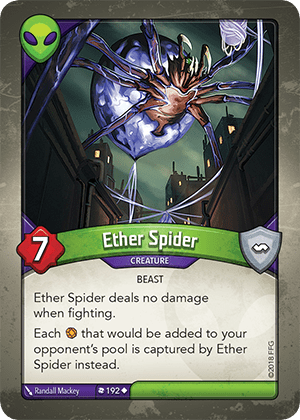 7
Ether Spider
CREATURE
BEAST
Ether Spider deals no damage
when fighting.
Each that would be added to your
opponent's pool is captured by Ether
Spider instead.
Randall Mackey
192
©2018 FFG